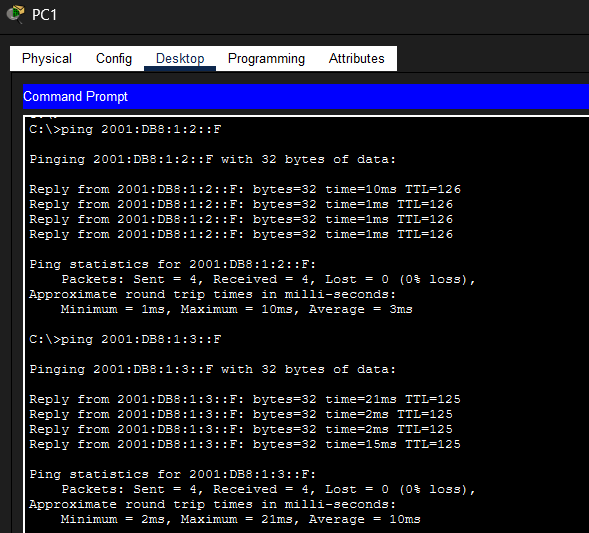 PC1
Physical Config Desktop Programming Attributes
Command Prompt
C:\>ping 2001:DB8:1:2::F
Pinging 2001:DB8:1:2::F with 32 bytes of data:
Reply from 2001:DB8:1:2::F: bytes=32 time=10ms TTL=126
Reply from 2001:DB8:1:2::F: bytes=32 time=1ms TTL=126
Reply from 2001:DB8:1:2::F: bytes=32 time=1ms TTL=126
Reply from 2001:DB8:1:2::F: bytes=32 time=1ms TTL=126
Ping statistics for 2001:DB8:1:2::F:
Packets: Sent = 4, Received = 4, Lost = 0 (0% loss),
Approximate round trip times in milli-seconds:
Minimum = 1ms, Maximum = 10ms, Average = 3ms
C:\>ping 2001:DB8:1:3::F
Pinging 2001:DB8:1:3::F with 32 bytes of data:
Reply from 2001:DB8:1:3::F: bytes=32 time=21ms TTL=125
Reply from 2001:DB8:1:3::F: bytes=32 time=2ms TTL=125
Reply from 2001:DB8:1:3::F: bytes=32 time=2ms TTL=125
Reply from 2001:DB8:1:3::F: bytes=32 time=15ms TTL=125
Ping statistics for 2001:DB8:1:3::F:
Packets: Sent = 4, Received = 4, Lost = 0 (0% loss),
Approximate round trip times in milli-seconds:
Minimum = 2ms, Maximum = 21ms, Average = 10ms